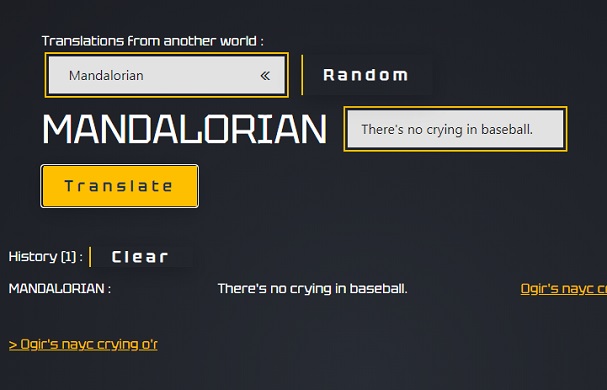 Translations from another world :
Mandalorian «
Random
MANDALORIAN
There's no crying in baseball.
Translate
History (1) :
Clear
MANDALORIAN :
There's no crying in baseball.
Ogir's nayc
> Ogir's nayc crying o'r